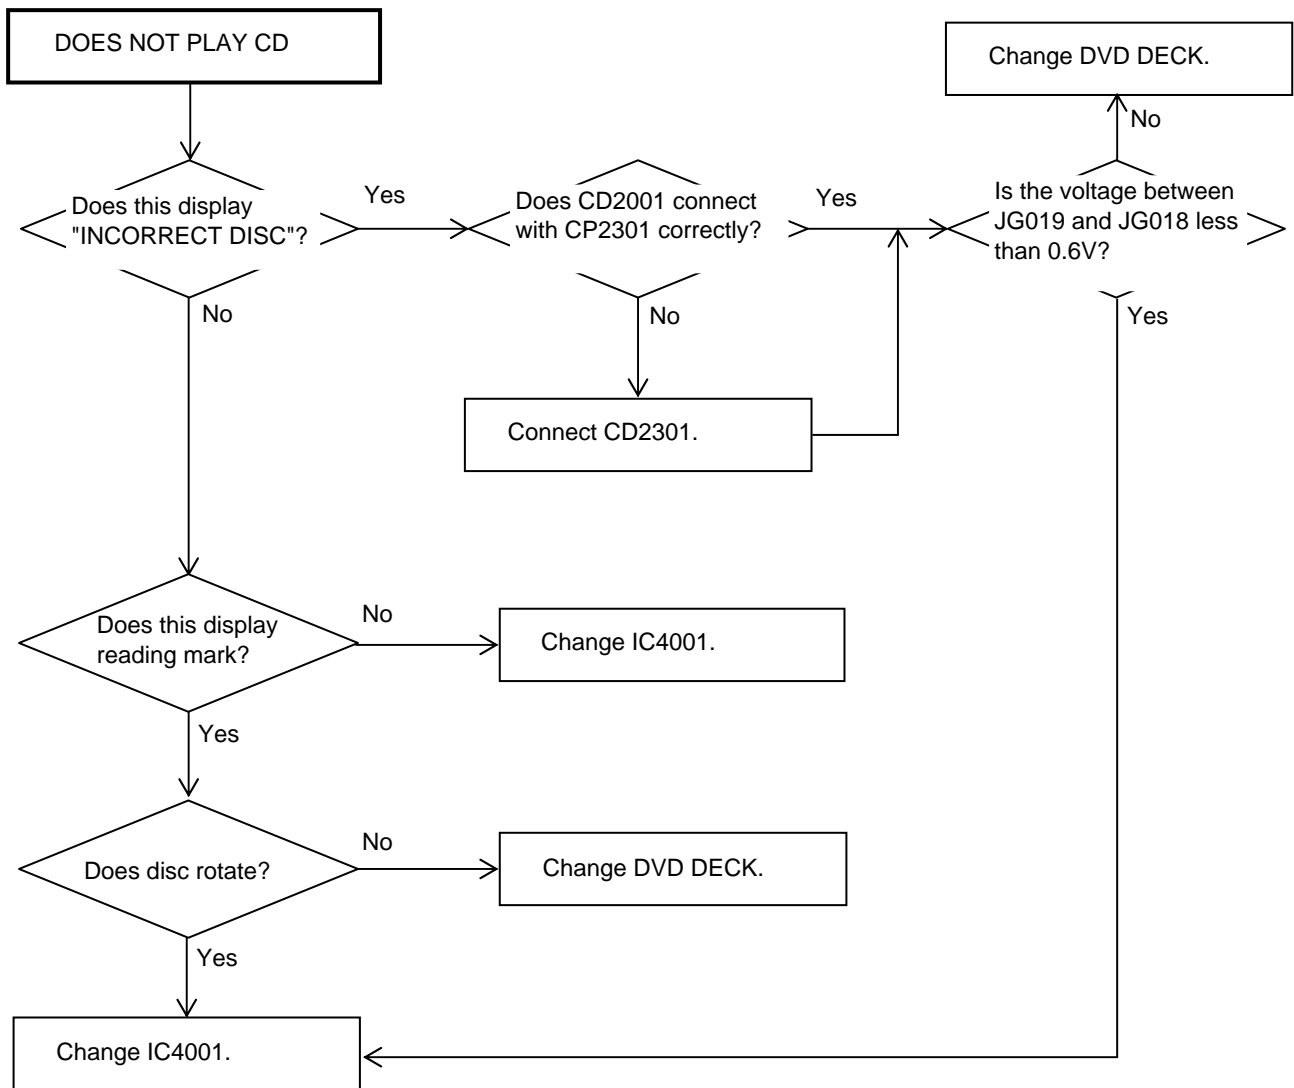 DOES NOT PLAY CD
Change DVD DECK.
No
Does this display
"INCORRECT DISC"?
Yes
Does CD2001 connect
with CP2301 correctly?
Yes
Is the voltage between
JG019 and JG018 less
than 0.6V?
No
No
Yes
Connect CD2301.
Does this display
reading mark?
No
Change IC4001.
Yes
Does disc rotate?
No
Change DVD DECK.
Yes
Change IC4001.